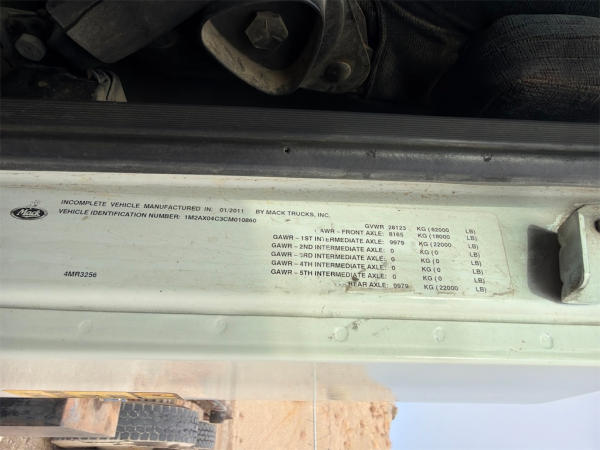 Mack
INCOMPLETE VEHICLE MANUFACTURED IN: 01/2011 BY MACK TRUCKS, INC.
VEHICLE IDENTIFICATION NUMBER: 1M2AX04C3CM010860
GVWR 28123 KG (62000 LB)
AWR - FRONT AXLE: 8165 KG (18000 LB)
GAWR - 1ST INTERMEDIATE AXLE: 9979 KG (22000 LB)
GAWR - 2ND INTERMEDIATE AXLE: 0 KG (0 LB)
GAWR - 3RD INTERMEDIATE AXLE: 0 KG (0 LB)
GAWR - 4TH INTERMEDIATE AXLE: 0 KG (0 LB)
GAWR - 5TH INTERMEDIATE AXLE: 0 KG (0 LB)
REAR AXLE: 9979 KG (22000 LB)
4MR3256